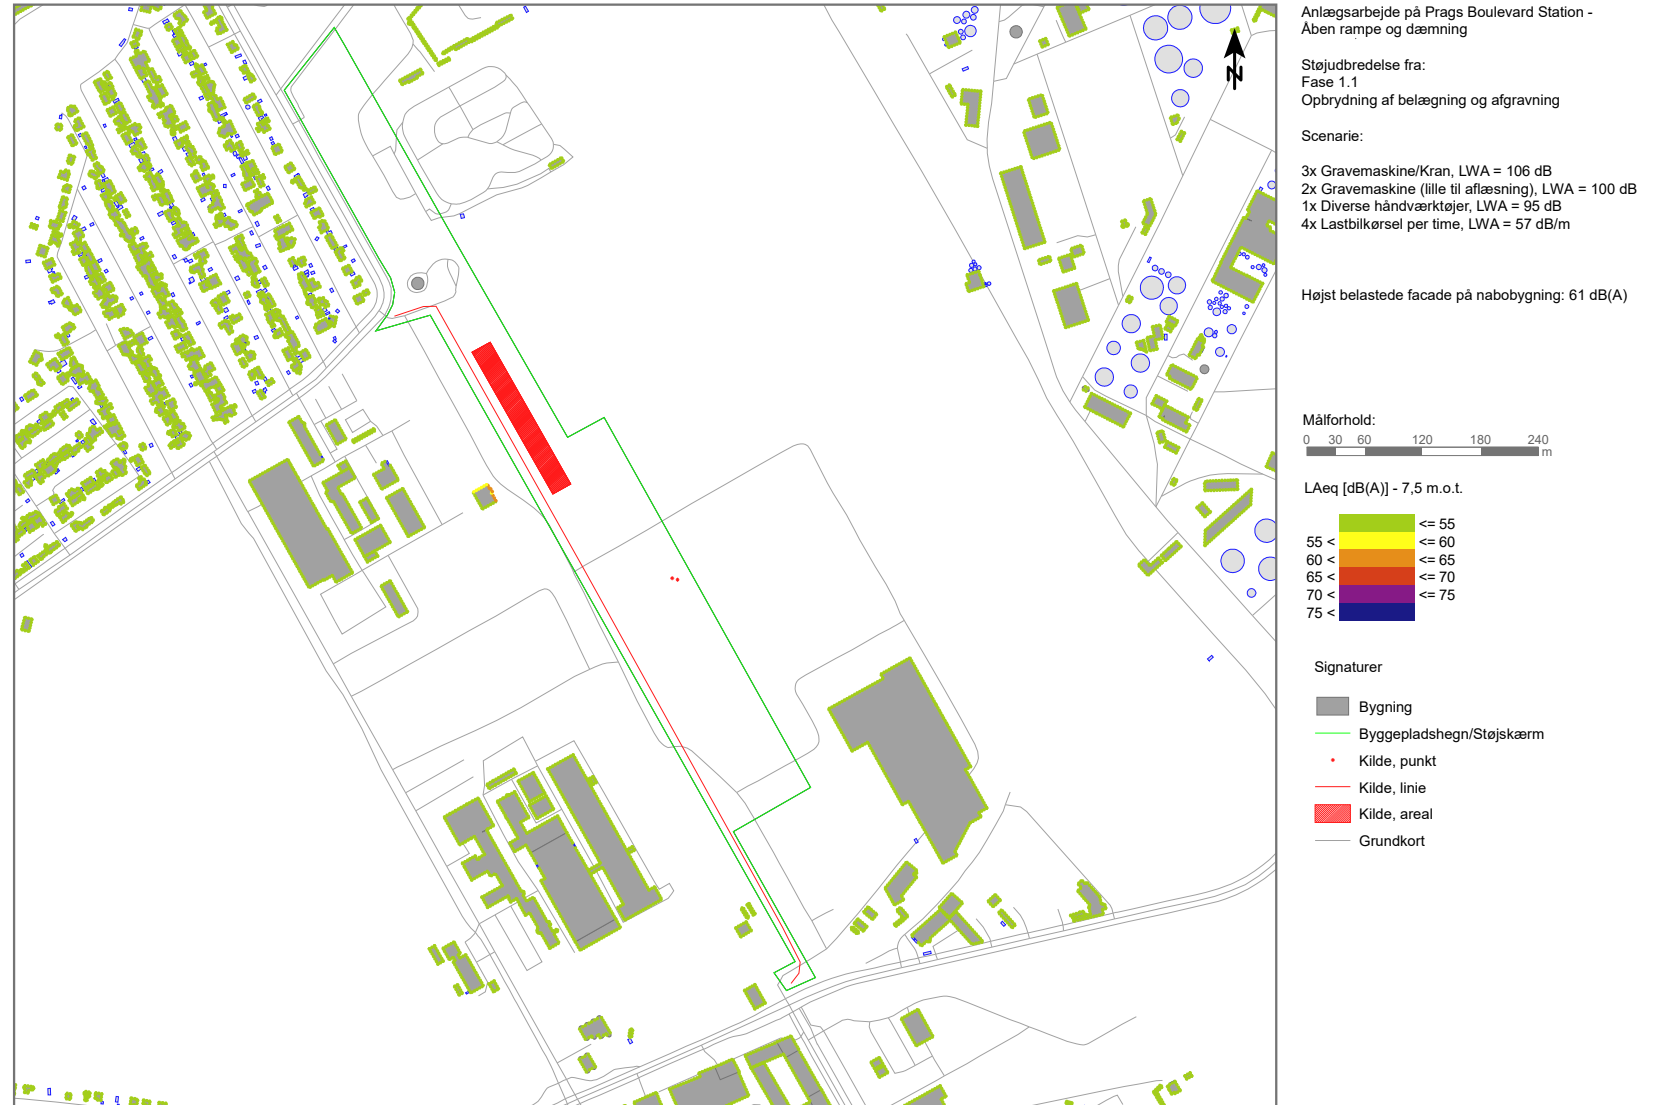 Anlægsarbejde på Prags Boulevard Station -
Åben rampe og dæmning
Støjudbredelse fra:
Fase 1.1
Opbrydning af belægning og afgravning
Scenarie:
3x Gravemaskine/Kran, LWA = 106 dB
2x Gravemaskine (lille til aflæsning), LWA = 100 dB
1x Diverse håndværktøjer, LWA = 95 dB
4x Lastbilkørsel per time, LWA = 57 dB/m
Højst belastede facade på nabobygning: 61 dB(A)
Målforhold:
0 30 60 120 180 240
m
LAeq [dB(A)] - 7,5 m.o.t.
<= 55
55 < <= 60
60 < <= 65
65 < <= 70
70 < <= 75
75 <
Signaturer
Bygning
Byggepladshegn/Støjskærm
Kilde, punkt
Kilde, linie
Kilde, areal
Grundkort
N